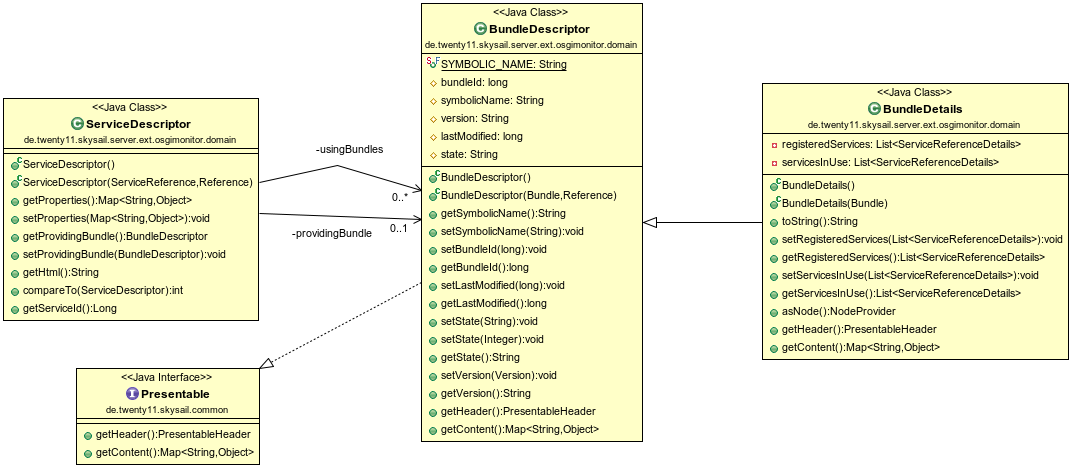 <<Java Class>>
ServiceDescriptor
de.twenty11.skysail.server.ext.osgimonitor.domain
ServiceDescriptor()
ServiceDescriptor(ServiceReference,Reference)
getProperties():Map<String,Object>
setProperties(Map<String,Object>):void
getProvidingBundle():BundleDescriptor
setProvidingBundle(BundleDescriptor):void
getHtml():String
compareTo(ServiceDescriptor):int
getServiceId():Long
-usingBundles
0..*
-providingBundle
0..1
<<Java Class>>
BundleDescriptor
de.twenty11.skysail.server.ext.osgimonitor.domain
SYMBOLIC_NAME: String
bundleId: long
symbolicName: String
version: String
lastModified: long
state: String
BundleDescriptor()
BundleDescriptor(Bundle,Reference)
getSymbolicName():String
setSymbolicName(String):void
setBundleId(long):void
getBundleId():long
setLastModified(long):void
getLastModified():long
setState(String):void
setState(Integer):void
getState():String
setVersion(Version):void
getVersion():String
getHeader():PresentableHeader
getContent():Map<String,Object>
<<Java Class>>
BundleDetails
de.twenty11.skysail.server.ext.osgimonitor.domain
registeredServices: List<ServiceReferenceDetails>
servicesInUse: List<ServiceReferenceDetails>
BundleDetails()
BundleDetails(Bundle)
toString():String
setRegisteredServices(List<ServiceReferenceDetails>):void
getRegisteredServices():List<ServiceReferenceDetails>
setServicesInUse(List<ServiceReferenceDetails>):void
getServicesInUse():List<ServiceReferenceDetails>
asNode():NodeProvider
getHeader():PresentableHeader
getContent():Map<String,Object>
<<Java Interface>>
Presentable
de.twenty11.skysail.common
getHeader():PresentableHeader
getContent():Map<String,Object>